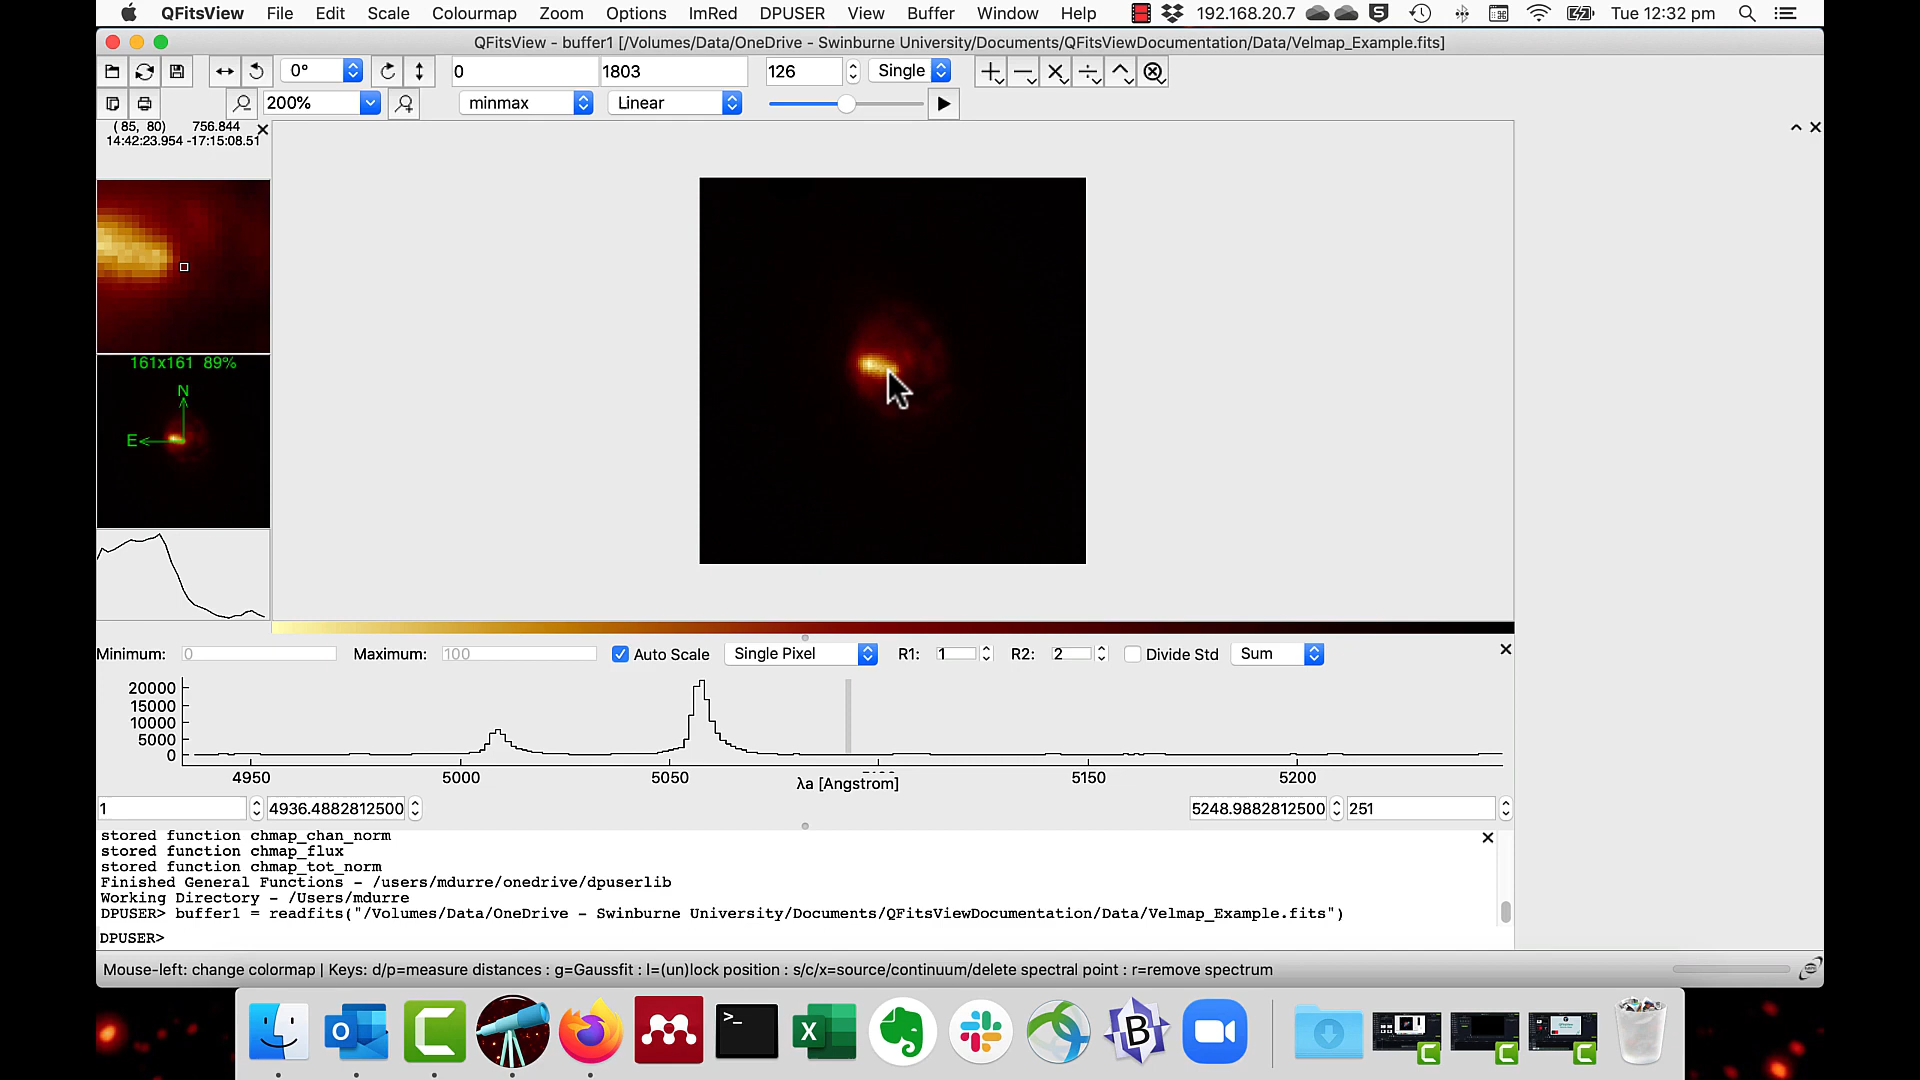 QFitsView File Edit Scale Colourmap Zoom Options ImRed DPUSER View Buffer Window Help 192.168.20.7 Tue 12:32 pm
QFitsView - buffer1 [/Volumes/Data/OneDrive - Swinburne University/Documents/QFitsViewDocumentation/Data/Velmap_Example.fits]
0° 0 1803 126 Single
200% minmax Linear
( 85, 80) 756.844
14:42:23.954 -17:15:08.51
161x161 89%
N
E
Minimum: 0 Maximum: 100 Auto Scale Single Pixel R1: 1 R2: 2 Divide Std Sum
20000
15000
10000
5000
0
4950 5000 5050 5150 5200
λa [Angstrom]
1 4936.4882812500 5248.9882812500 251
stored function chmap_chan_norm
stored function chmap_flux
stored function chmap_tot_norm
Finished General Functions - /users/mdurre/onedrive/dpuserlib
Working Directory - /Users/mdurre
DPUSER> buffer1 = readfits("/Volumes/Data/OneDrive - Swinburne University/Documents/QFitsViewDocumentation/Data/Velmap_Example.fits")
DPUSER>
Mouse-left: change colormap | Keys: d/p=measure distances : g=Gaussfit : l=(un)lock position : s/c/x=source/continuum/delete spectral point : r=remove spectrum